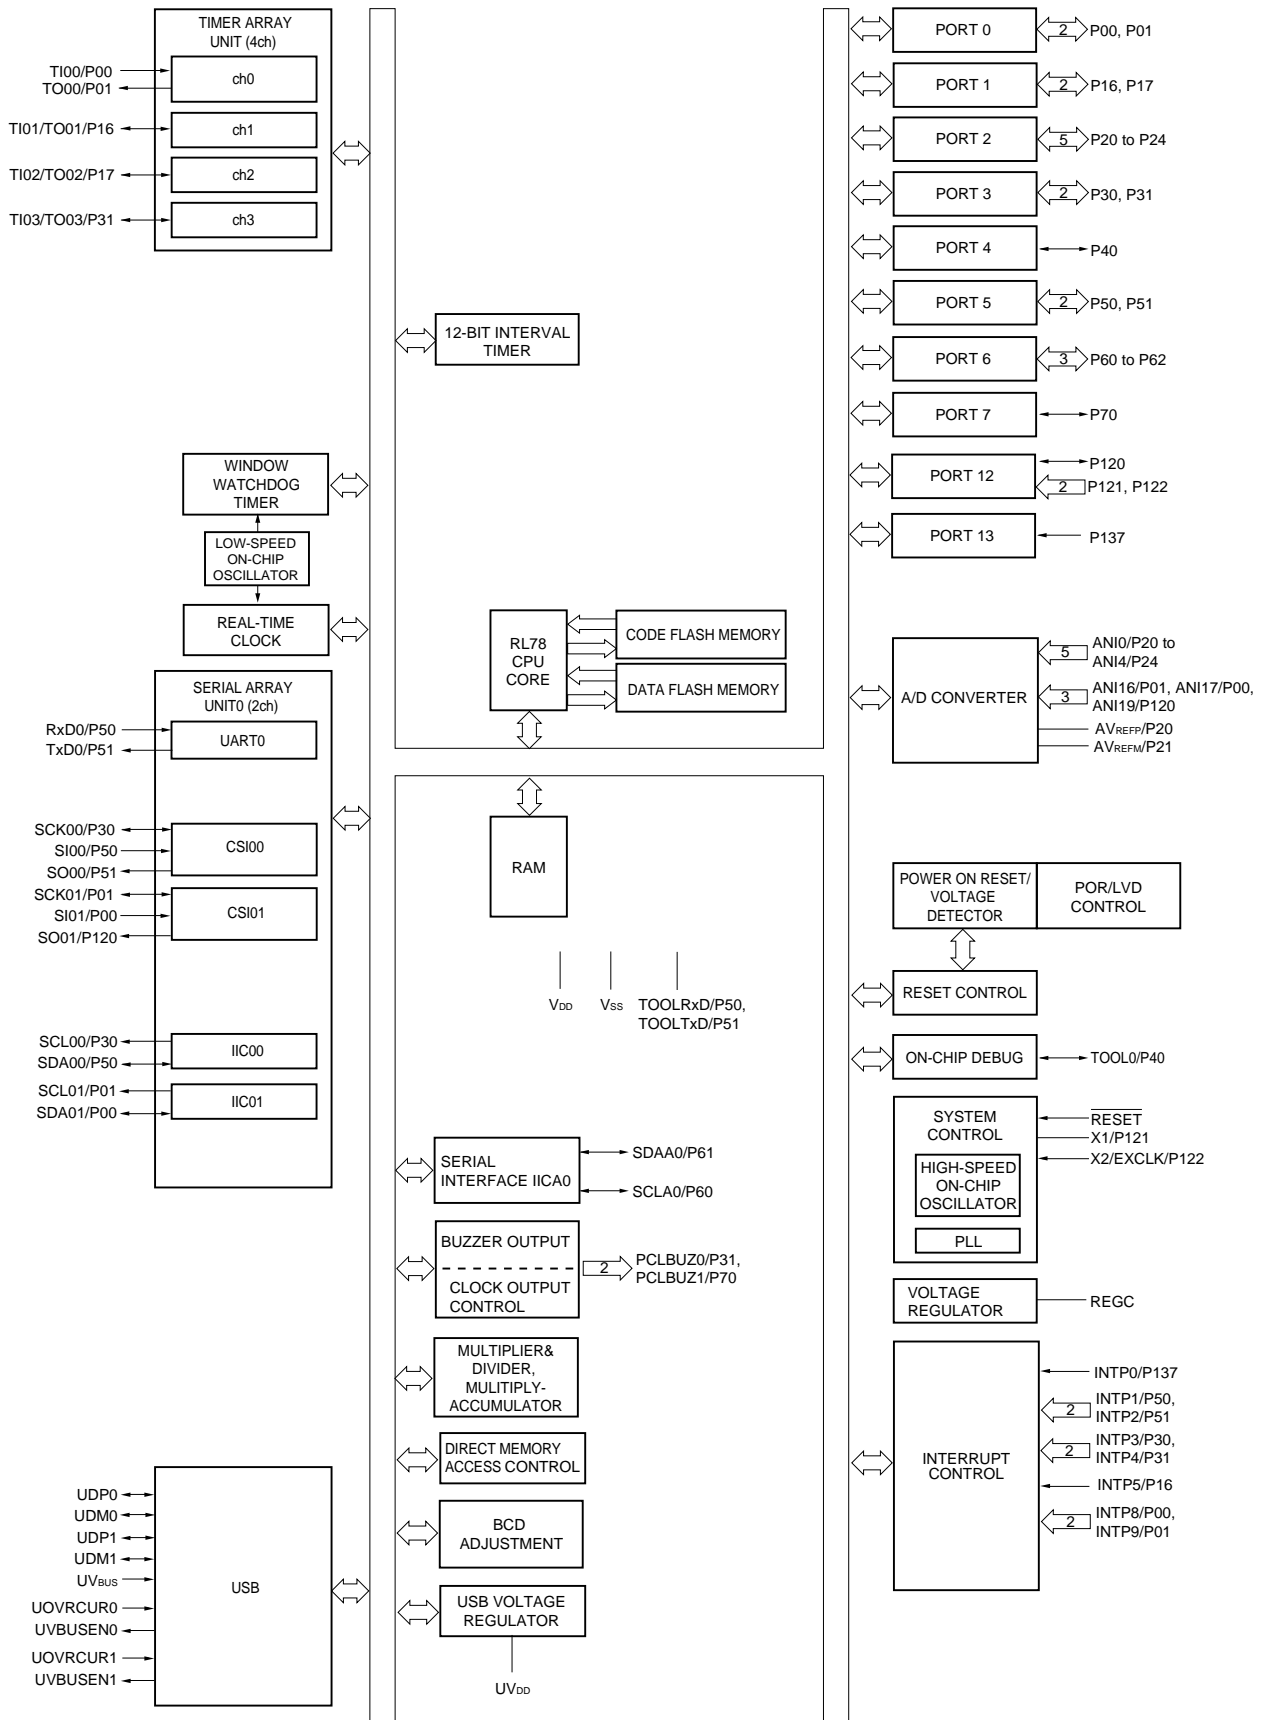 TIMER ARRAY
UNIT (4ch)
TI00/P00
TO00/P01
ch0
TI01/TO01/P16
ch1
TI02/TO02/P17
ch2
TI03/TO03/P31
ch3
WINDOW
WATCHDOG
TIMER
LOW-SPEED
ON-CHIP
OSCILLATOR
REAL-TIME
CLOCK
SERIAL ARRAY
UNIT0 (2ch)
RxD0/P50
TxD0/P51
UART0
SCK00/P30
SI00/P50
SO00/P51
CSI00
SCK01/P01
SI01/P00
SO01/P120
CSI01
SCL00/P30
SDA00/P50
IIC00
SCL01/P01
SDA01/P00
IIC01
UDP0
UDM0
UDP1
UDM1
UVBUS
UOVRCUR0
UVBUSEN0
UOVRCUR1
UVBUSEN1
USB
12-BIT INTERVAL
TIMER
RL78
CPU
CORE
CODE FLASH MEMORY
DATA FLASH MEMORY
RAM
VDD
VSS
TOOLRxD/P50,
TOOLTxD/P51
SERIAL
INTERFACE IICA0
SDAA0/P61
SCLA0/P60
BUZZER OUTPUT
CLOCK OUTPUT
CONTROL
2
PCLBUZ0/P31,
PCLBUZ1/P70
MULTIPLIER&
DIVIDER,
MULITIPLY-
ACCUMULATOR
DIRECT MEMORY
ACCESS CONTROL
BCD
ADJUSTMENT
USB VOLTAGE
REGULATOR
UVDD
PORT 0
2
P00, P01
PORT 1
2
P16, P17
PORT 2
5
P20 to P24
PORT 3
2
P30, P31
PORT 4
P40
PORT 5
2
P50, P51
PORT 6
3
P60 to P62
PORT 7
P70
PORT 12
P120
2
P121, P122
PORT 13
P137
A/D CONVERTER
5
ANI0/P20 to
ANI4/P24
3
ANI16/P01, ANI17/P00,
ANI19/P120
AVREFP/P20
AVREFM/P21
POWER ON RESET/
VOLTAGE
DETECTOR
POR/LVD
CONTROL
RESET CONTROL
ON-CHIP DEBUG
TOOL0/P40
SYSTEM
CONTROL
RESET
X1/P121
X2/EXCLK/P122
HIGH-SPEED
ON-CHIP
OSCILLATOR
PLL
VOLTAGE
REGULATOR
REGC
INTERRUPT
CONTROL
INTP0/P137
2
INTP1/P50,
INTP2/P51
2
INTP3/P30,
INTP4/P31
INTP5/P16
2
INTP8/P00,
INTP9/P01